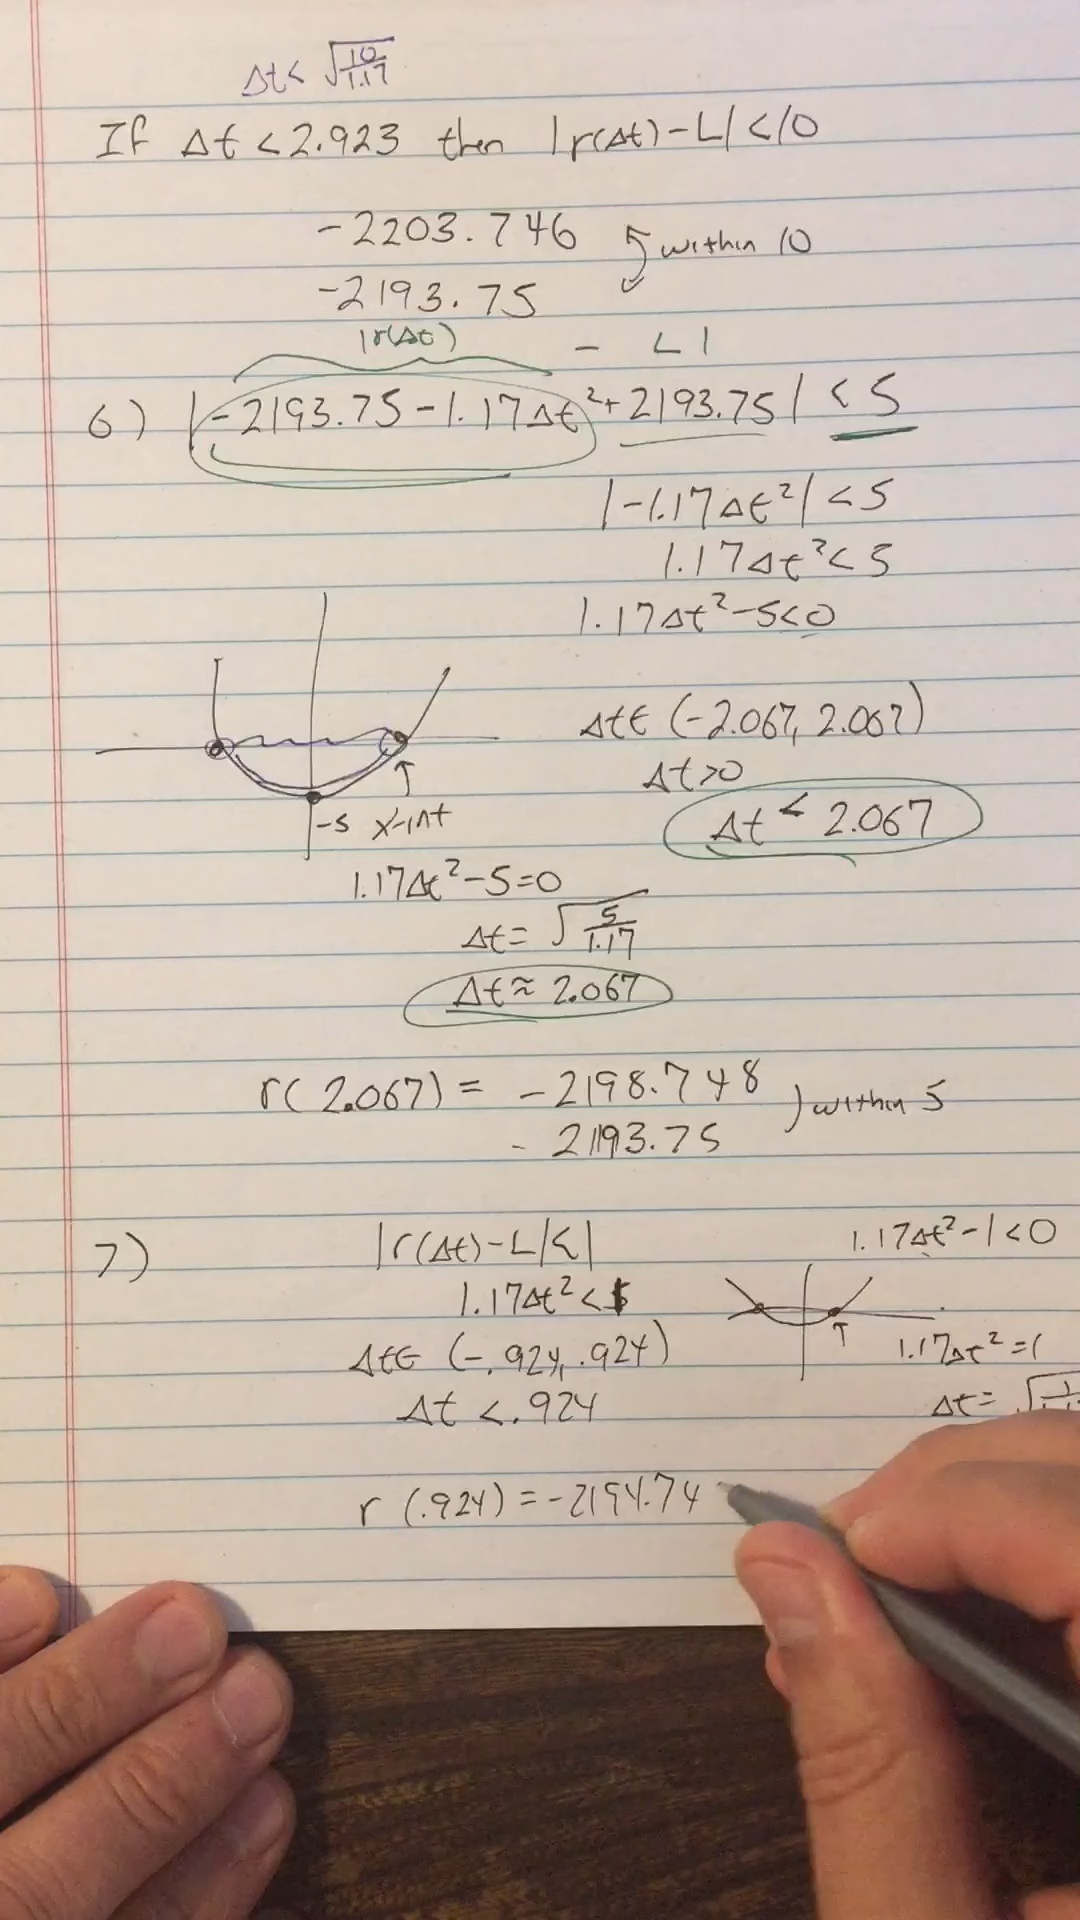 Δt< √10/1.17
If Δt <2.923 then |r(Δt)-L|<10
-2203.746
within 10
-2193.75
|r(Δt) - L|
6) |-2193.75-1.17Δt²+2193.75| <5
|-1.17Δt²| <5
1.17Δt²<5
1.17Δt²-5<0
Δt∈ (-2.067, 2.067)
Δt>0
Δt < 2.067
-5 x-int
1.17Δt²-5=0
Δt= √5/1.17
Δt≈ 2.067
r(2.067) = -2198.748
) within 5
-2193.75
7) |r(Δt)-L|<1
1.17Δt²-1<0
1.17Δt²<1
Δt∈ (-.924, .924)
1.17Δt²=1
Δt <.924
Δt= √1
r (.924) =-2194.74